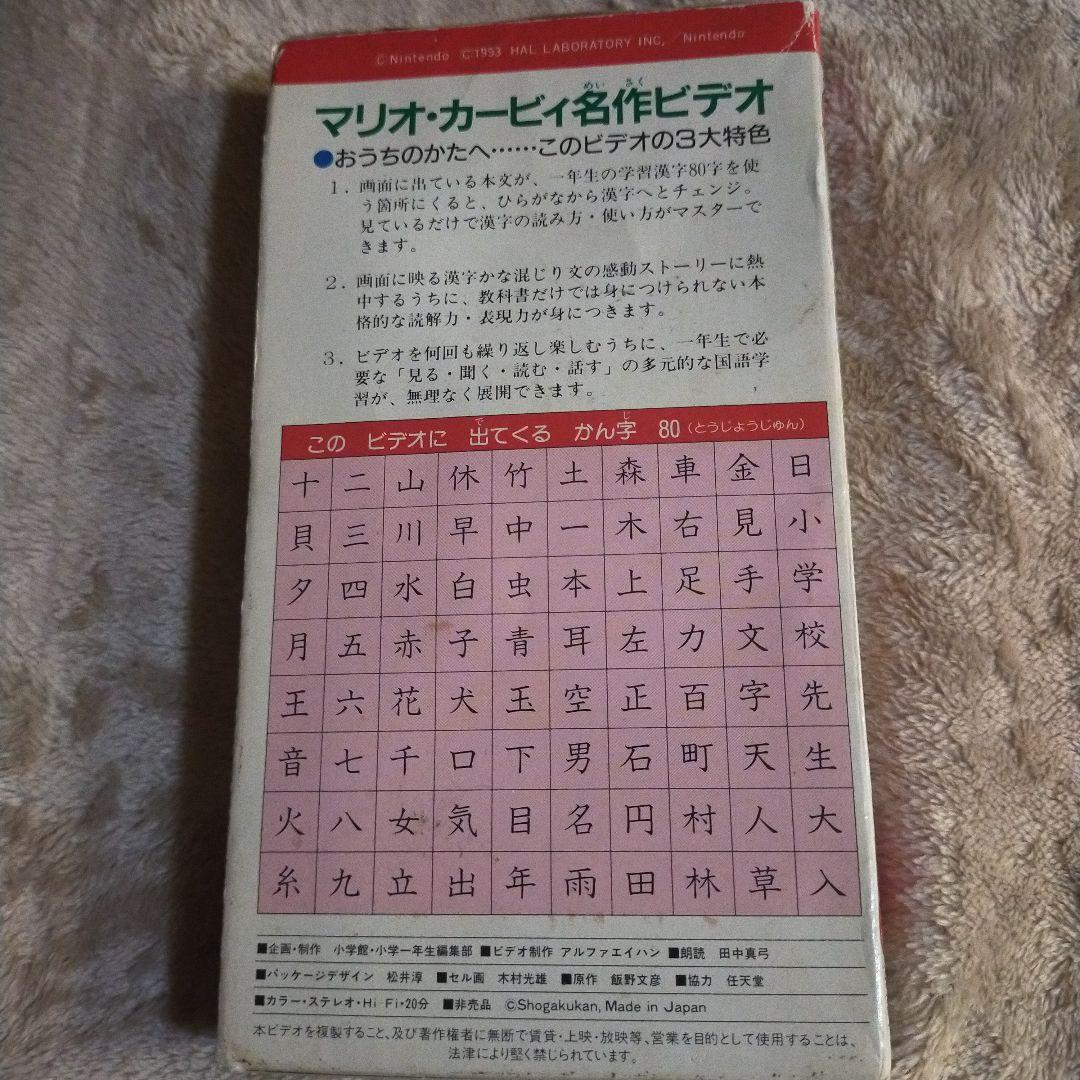 © Nintendo ©1993 HAL LABORATORY INC,／Nintendo
めい さく
マリオ・カービィ名作ビデオ
●おうちのかたへ……このビデオの3大特色
1．画面に出ている本文が、一年生の学習漢字80字を使
う箇所にくると、ひらがなから漢字へとチェンジ。
見ているだけで漢字の読み方・使い方がマスターで
きます。
2．画面に映る漢字かな混じり文の感動ストーリーに熱
中するうちに、教科書だけでは身につけられない本
格的な読解力・表現力が身につきます。
3．ビデオを何回も繰り返し楽しむうちに、一年生で必
要な「見る・聞く・読む・話す」の多元的な国語学
習が、無理なく展開できます。
で じ
この ビデオに 出てくる かん字 80（とうじょうじゅん）
十 二 山 休 竹 土 森 車 金 日
貝 三 川 早 中 一 木 右 見 小
夕 四 水 白 虫 本 上 足 手 学
月 五 赤 子 青 耳 左 力 文 校
王 六 花 犬 玉 空 正 百 字 先
音 七 千 口 下 男 石 町 天 生
火 八 女 気 目 名 円 村 人 大
糸 九 立 出 年 雨 田 林 草 入
■企画・制作 小学館・小学一年生編集部 ■ビデオ制作 アルファエイハン ■朗読 田中真弓
■パッケージデザイン 松井淳 ■セル画 木村光雄 ■原作 飯野文彦 ■協力 任天堂
■カラー・ステレオ・Hi-Fi・20分 ■非売品 ©Shogakukan, Made in Japan
本ビデオを複製すること、及び著作権者に無断で賃貸・上映・放映等、営業を目的として使用することは、
法律により堅く禁じられています。